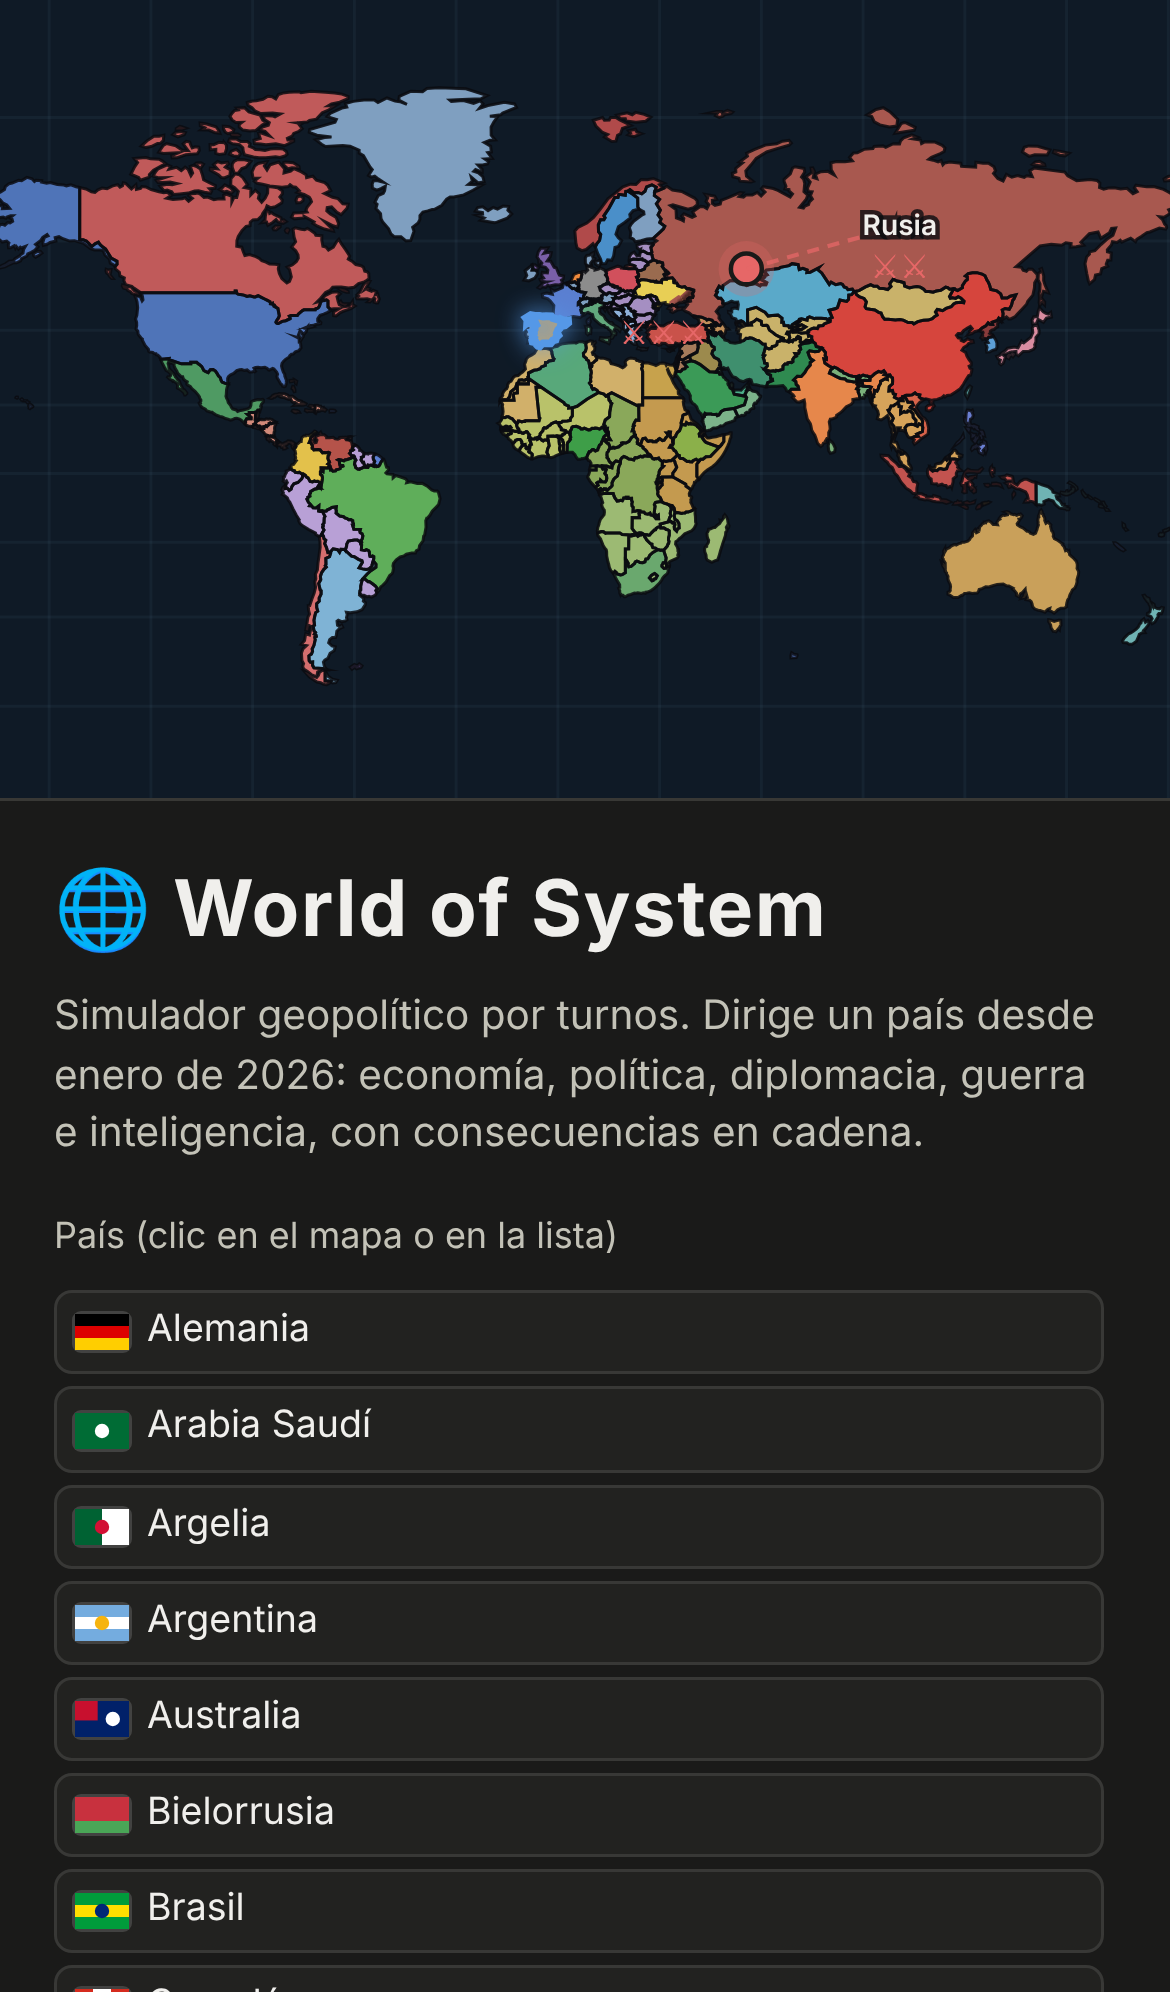 Rusia
World of System
Simulador geopolítico por turnos. Dirige un país desde
enero de 2026: economía, política, diplomacia, guerra
e inteligencia, con consecuencias en cadena.
País (clic en el mapa o en la lista)
Alemania
Arabia Saudí
Argelia
Argentina
Australia
Bielorrusia
Brasil